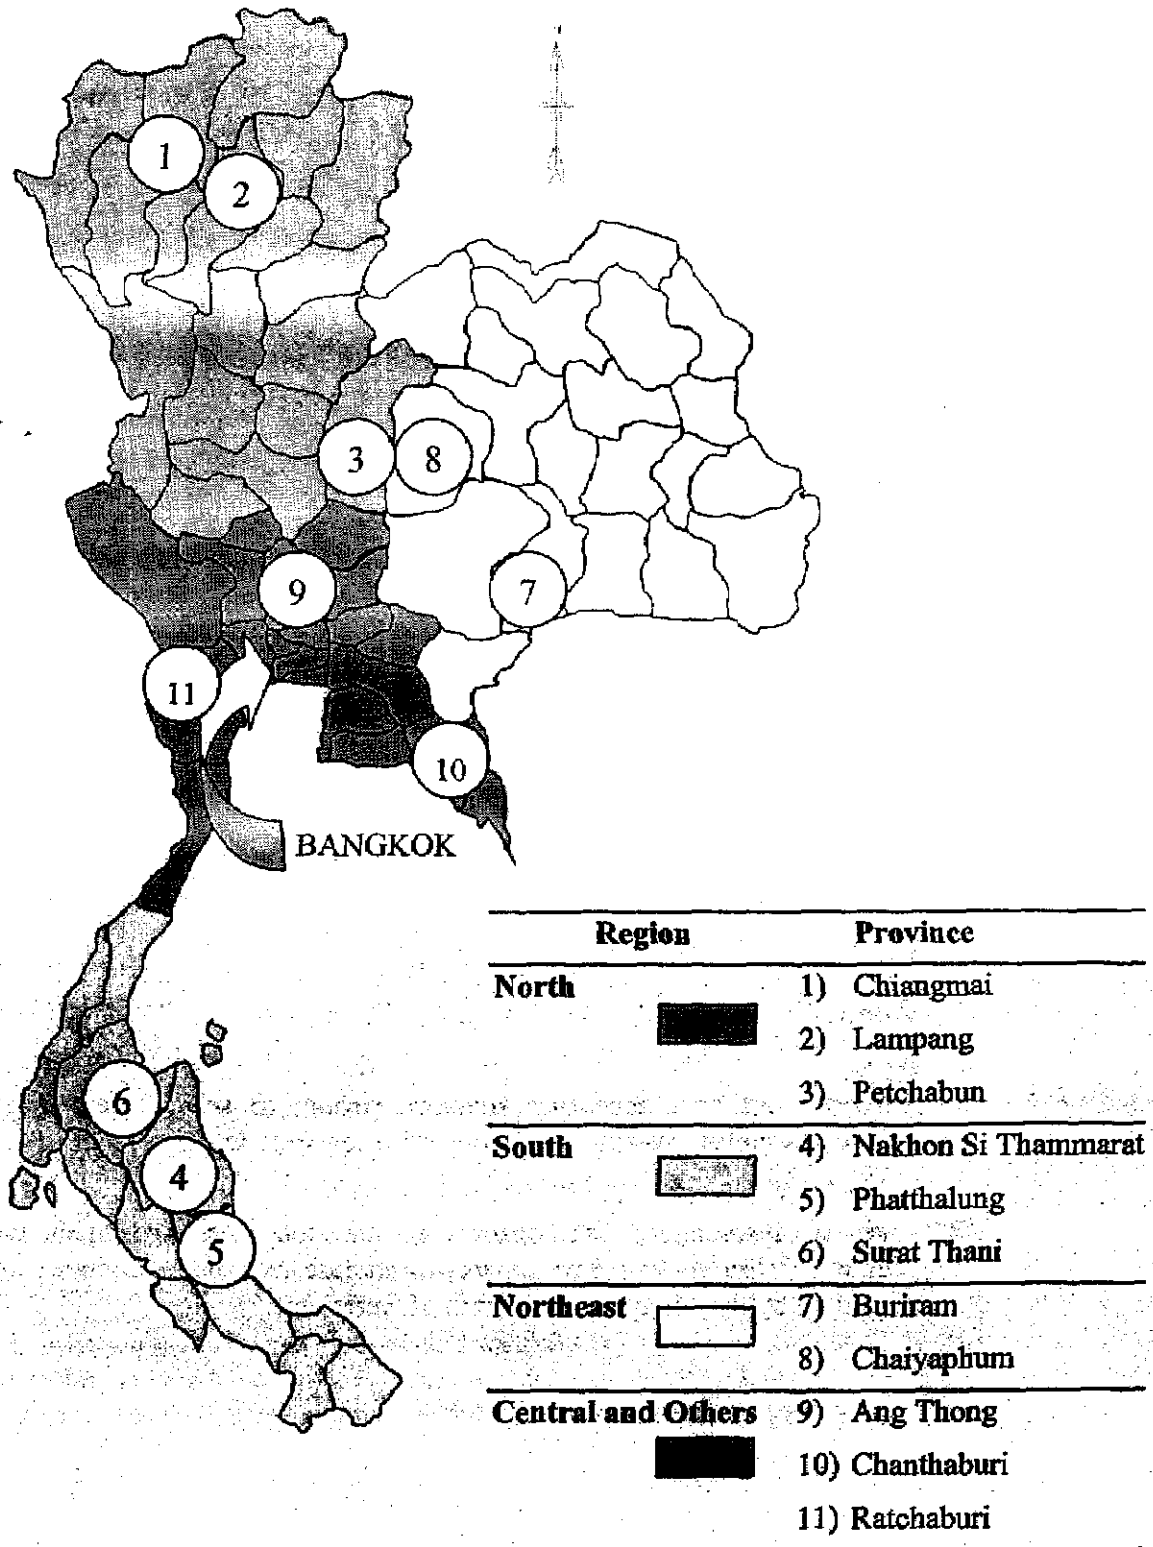 1
2
3
8
9
7
11
10
BANGKOK
6
4
5
Region Province
North 1) Chiangmai
2) Lampang
3) Petchabun
South 4) Nakhon Si Thammarat
5) Phatthalung
6) Surat Thani
Northeast 7) Buriram
8) Chaiyaphum
Central and Others 9) Ang Thong
10) Chanthaburi
11) Ratchaburi